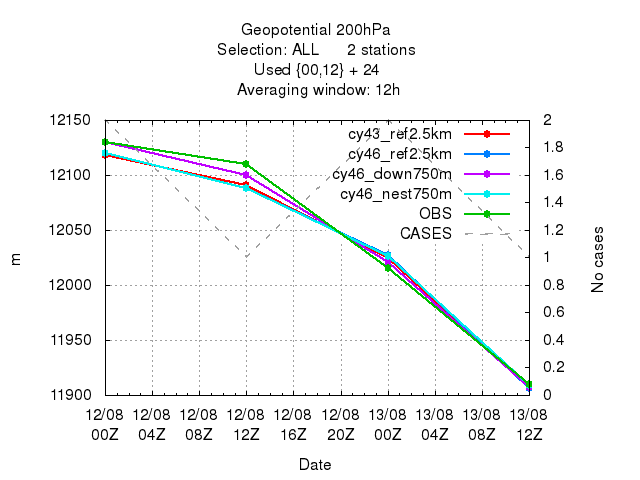 Geopotential 200hPa
Selection: ALL 2 stations
Used {00,12} + 24
Averaging window: 12h
12150
12100
12050
12000
11950
11900
m
2
1.8
1.6
1.4
1.2
1
0.8
0.6
0.4
0.2
0
No cases
cy43_ref2.5km
cy46_ref2.5km
cy46_down750m
cy46_nest750m
OBS
CASES
12/08 12/08 12/08 12/08 12/08 12/08 13/08 13/08 13/08 13/08
00Z 04Z 08Z 12Z 16Z 20Z 00Z 04Z 08Z 12Z
Date